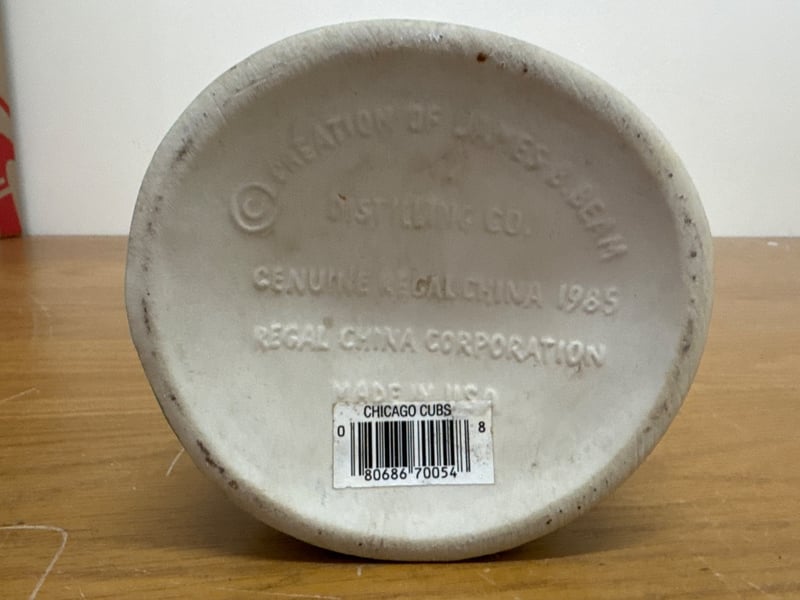 © CREATION OF JAMES B. BEAM
DISTILLING CO.
GENUINE REGAL CHINA 1985
REGAL CHINA CORPORATION
MADE IN USA
CHICAGO CUBS
0 80686 70054 8